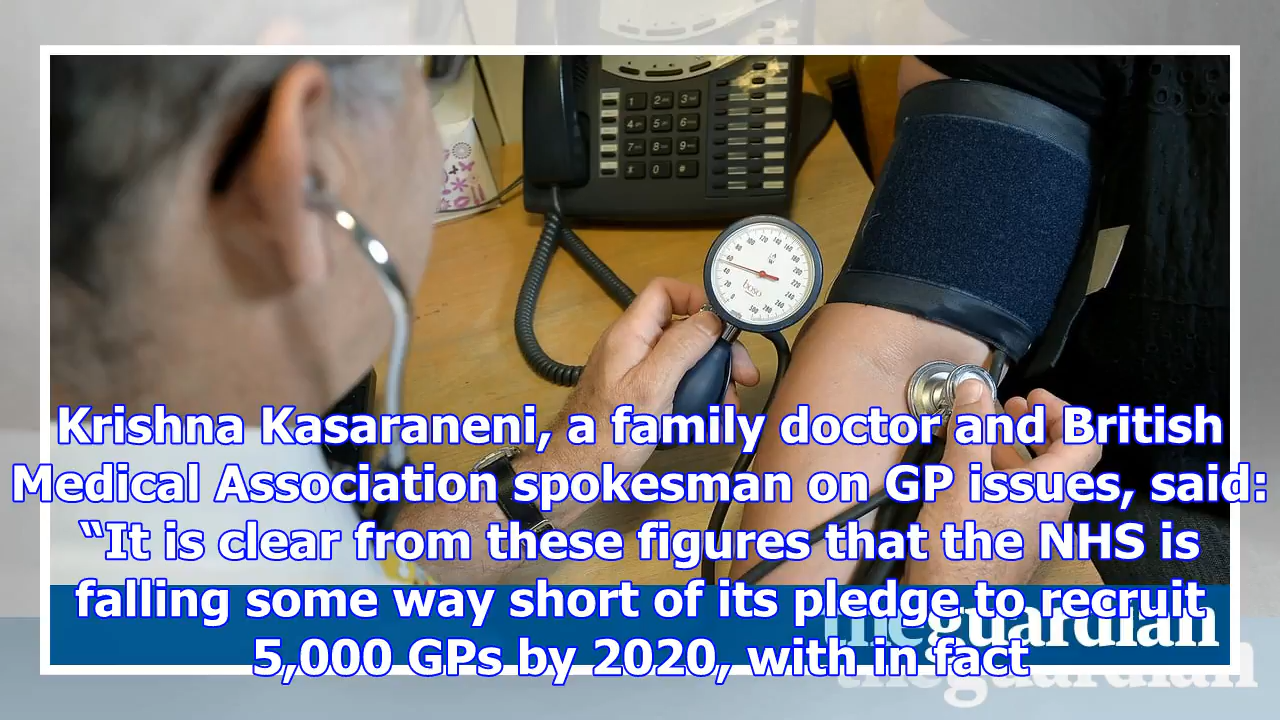 Krishna Kasaraneni, a family doctor and British
Medical Association spokesman on GP issues, said:
“It is clear from these figures that the NHS is
falling some way short of its pledge to recruit
5,000 GPs by 2020, with in fact
theguardian
theguardian
boso